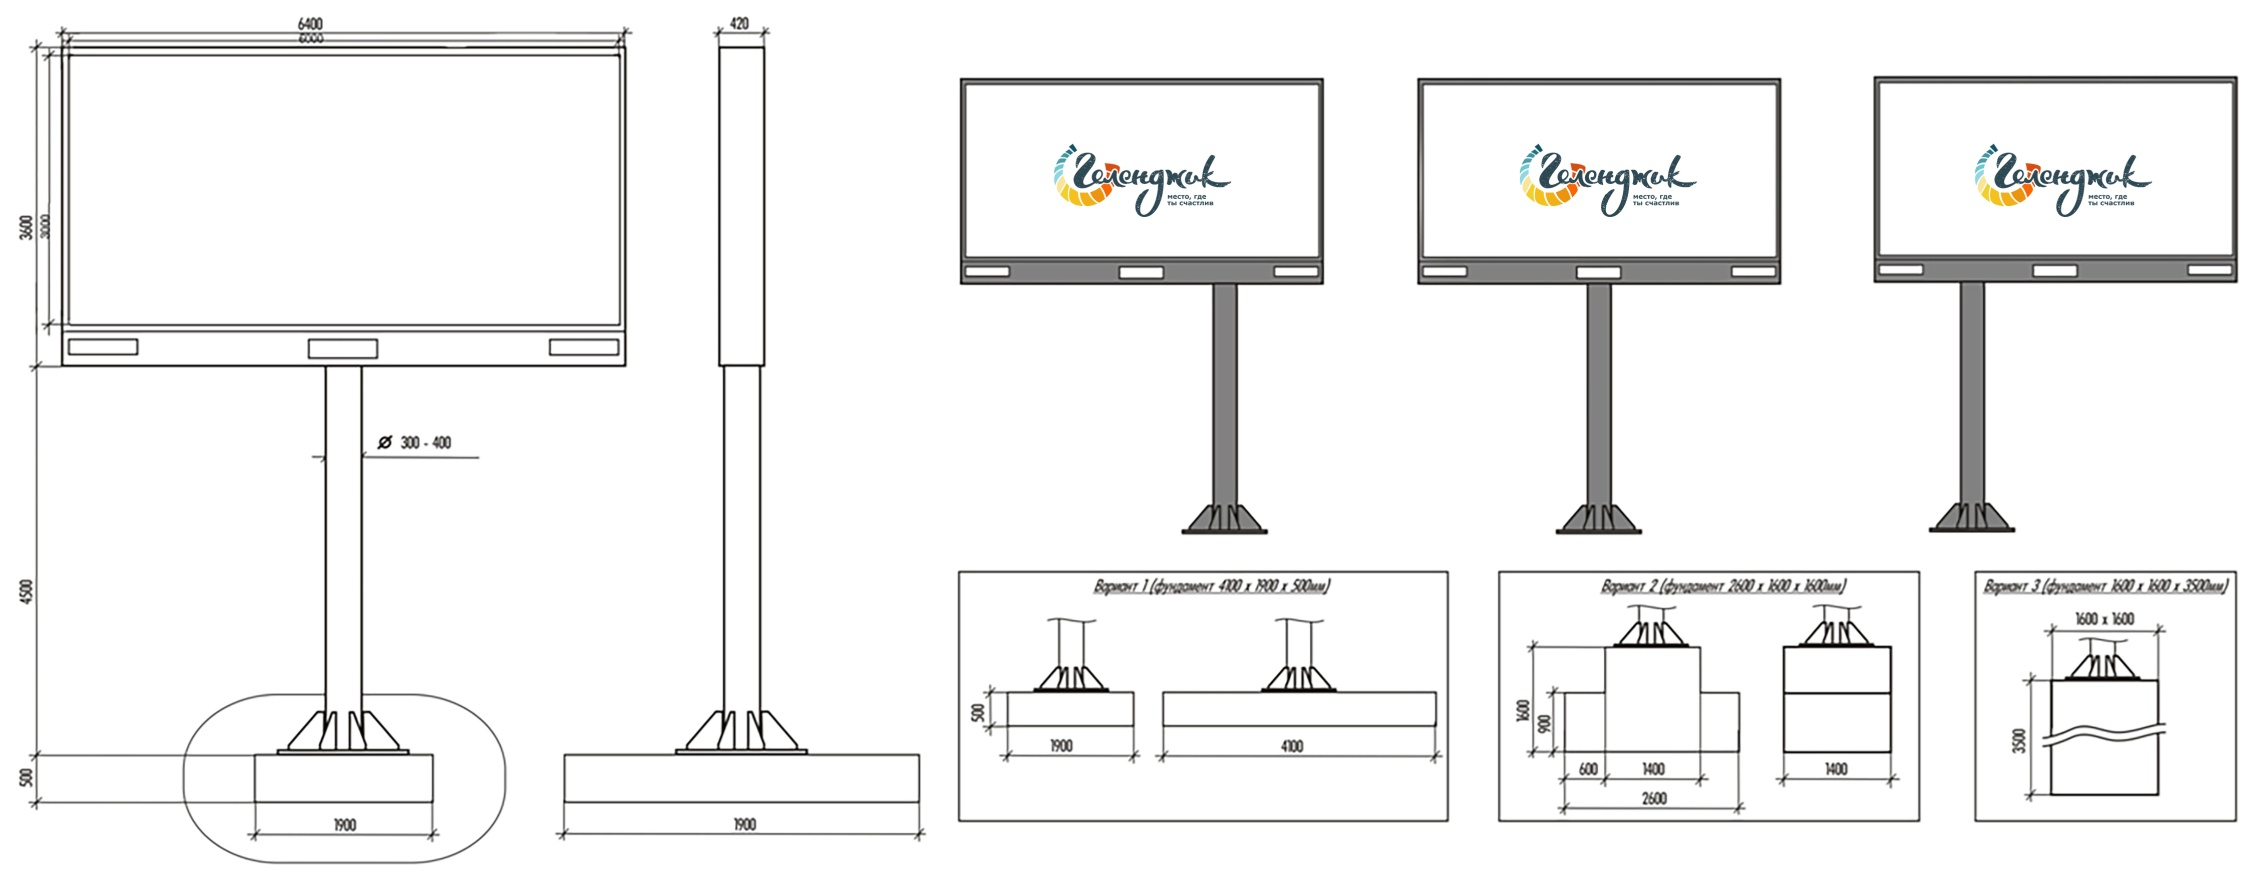 6400
6000
420
3600
3000
Ø 300 - 400
4500
500
1900
1900
Геленджик
место, где
ты счастлив
Геленджик
место, где
ты счастлив
Геленджик
место, где
ты счастлив
Вариант 1 (фундамент 4100 х 1900 х 500мм)
500
1900
4100
Вариант 2 (фундамент 2600 х 1600 х 1600мм)
1600
900
600
1400
2600
1400
Вариант 3 (фундамент 1600 х 1600 х 3500мм)
1600 x 1600
3500